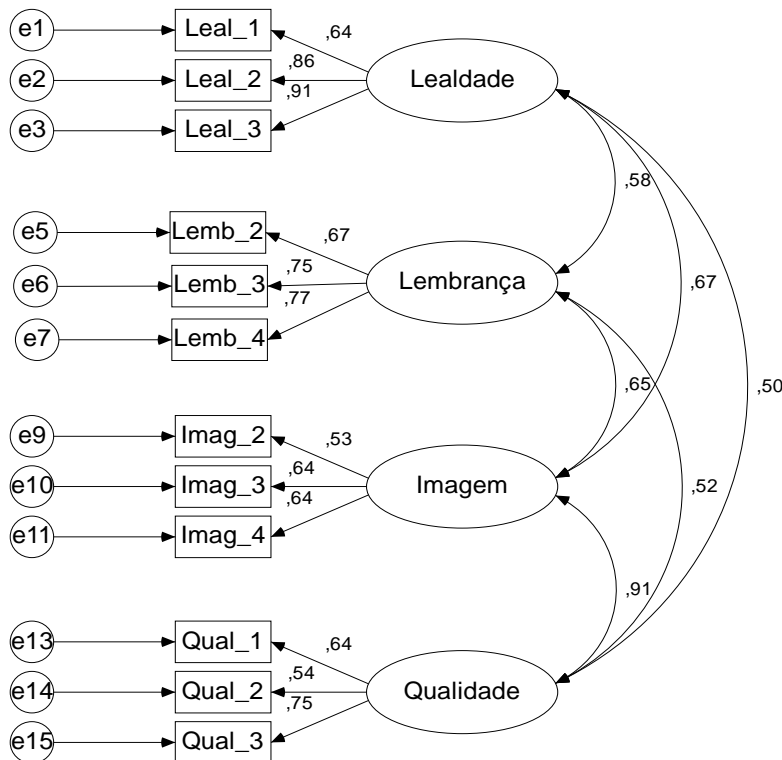 e1
Leal_1
,64
e2
Leal_2
,86
e3
Leal_3
,91
Lealdade
,58
e5
Lemb_2
,67
e6
Lemb_3
,75
e7
Lemb_4
,77
Lembrança
,67
,65
,50
e9
Imag_2
,53
e10
Imag_3
,64
e11
Imag_4
,64
Imagem
,52
,91
e13
Qual_1
,64
e14
Qual_2
,54
e15
Qual_3
,75
Qualidade